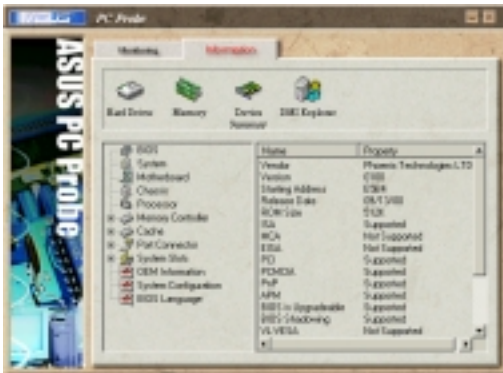 PC Probe
ASUS PC Probe
Monitoring
Information
Hard Drives
Memory
Device Summary
DMI Explorer
BIOS
System
Motherboard
Chassis
Processor
Memory Controller
Cache
Port Connector
System Slots
OEM Information
System Configuration
BIOS Language
Name Property
Vendor Phoenix Technologies LTD
Version
Starting Address
Release Date
ROM Size 512K
ISA Supported
MCA Not Supported
EISA Not Supported
PCI Supported
PCMCIA Supported
PnP Supported
APM Supported
BIOS is Upgradeable Supported
BIOS Shadowing Supported
VL-VESA Not Supported